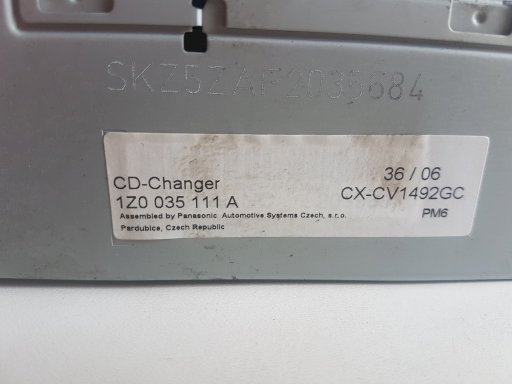 SKZ5ZAF2035684
CD-Changer
36 / 06
1Z0 035 111 A
CX-CV1492GC
Assembled by Panasonic Automotive Systems Czech, s.r.o.
PM6
Pardubice, Czech Republic